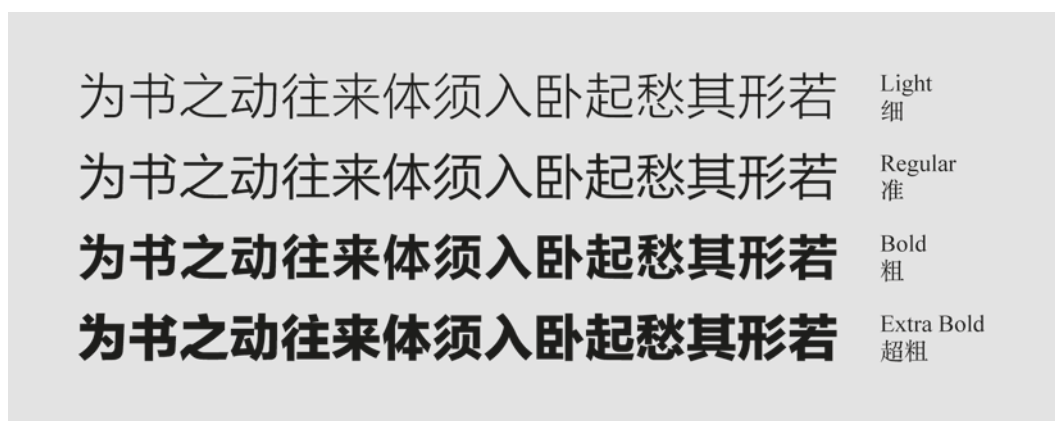 为书之动往来体须入卧起愁其形若 Light
细
为书之动往来体须入卧起愁其形若 Regular
准
为书之动往来体须入卧起愁其形若 Bold
粗
为书之动往来体须入卧起愁其形若 Extra Bold
超粗